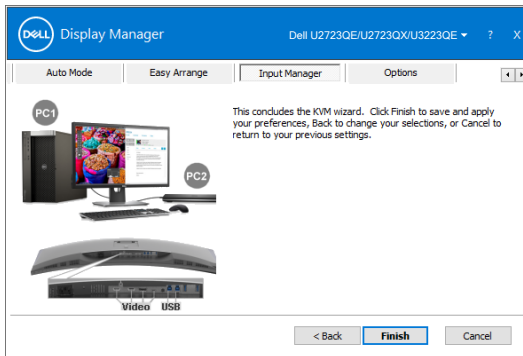 DELL Display Manager
Dell U2723QE/U2723QX/U3223QE ? X
Auto Mode Easy Arrange Input Manager Options
PC1
This concludes the KVM wizard. Click Finish to save and apply
your preferences, Back to change your selections, or Cancel to
return to your previous settings.
PC2
Video USB
< Back Finish Cancel